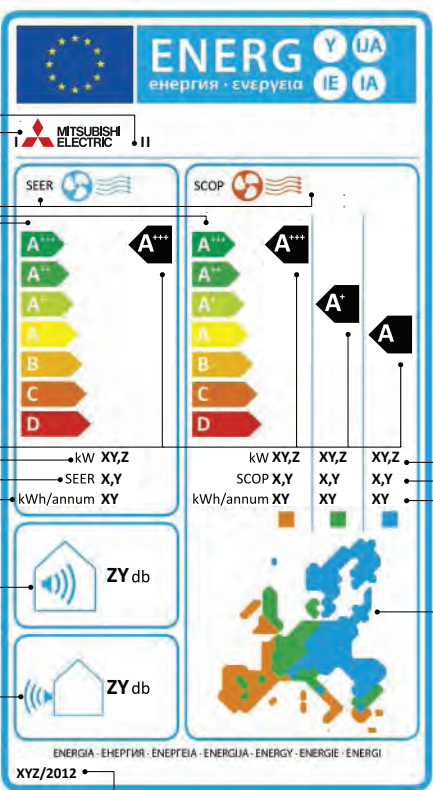 ENERG Y IJA
енергия · ενεργεια IE IA
I MITSUBISHI ELECTRIC II
SEER
SCOP
A+++ A+++
A++
A+
A
B
C
D
kW XY,Z
SEER X,Y
kWh/annum XY
A+++ A+++
A++
A+ A+
A A
B
C
D
kW XY,Z XY,Z XY,Z
SCOP X,Y X,Y X,Y
kWh/annum XY XY XY
ZY db
ZY db
ENERGIA · ЕНЕРГИЯ · ΕΝΕΡΓΕΙΑ · ENERGIJA · ENERGY · ENERGIE · ENERGI
XYZ/2012